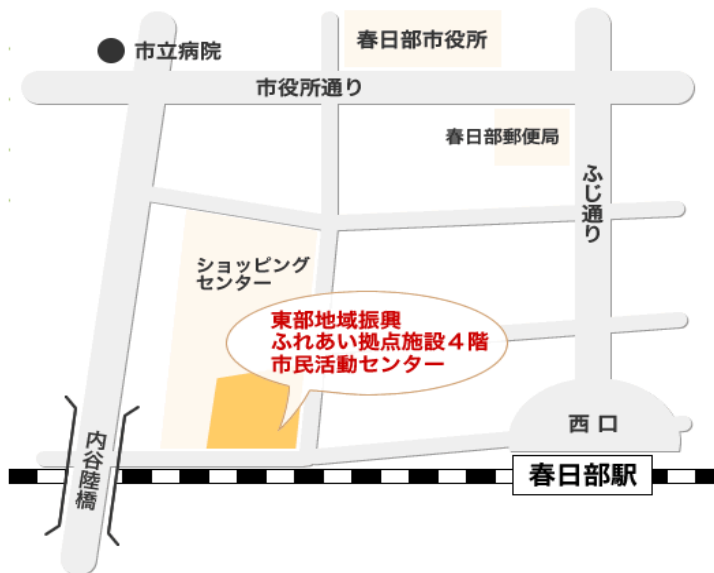 春日部市役所
市立病院
市役所通り
春日部郵便局
ふじ通り
ショッピング
センター
東部地域振興
ふれあい拠点施設４階
市民活動センター
西口
内谷陸橋
春日部駅